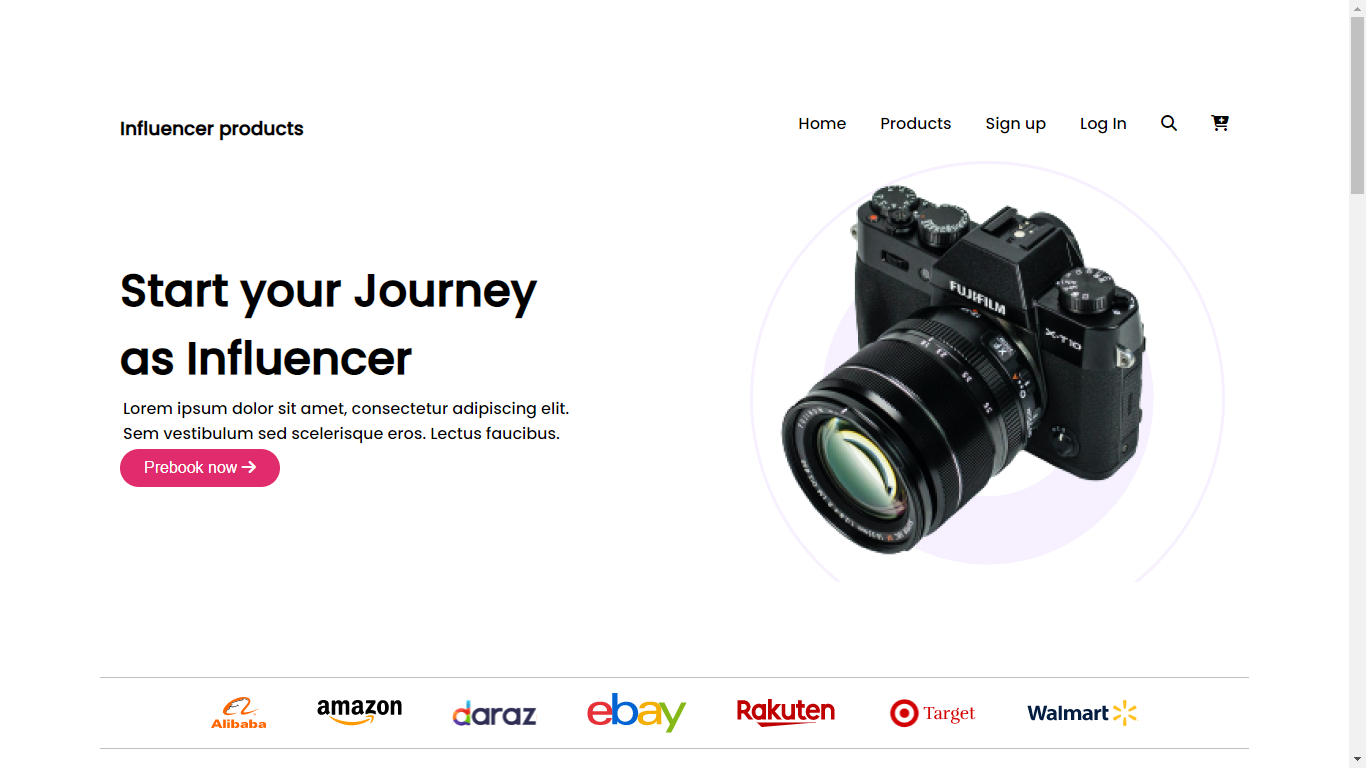 Influencer products
Home Products Sign up Log In
Start your Journey
as Influencer
Lorem ipsum dolor sit amet, consectetur adipiscing elit.
Sem vestibulum sed scelerisque eros. Lectus faucibus.
Prebook now
FUJIFILM
X-T10
XF
Alibaba
amazon
daraz
ebay
Rakuten
Target
Walmart